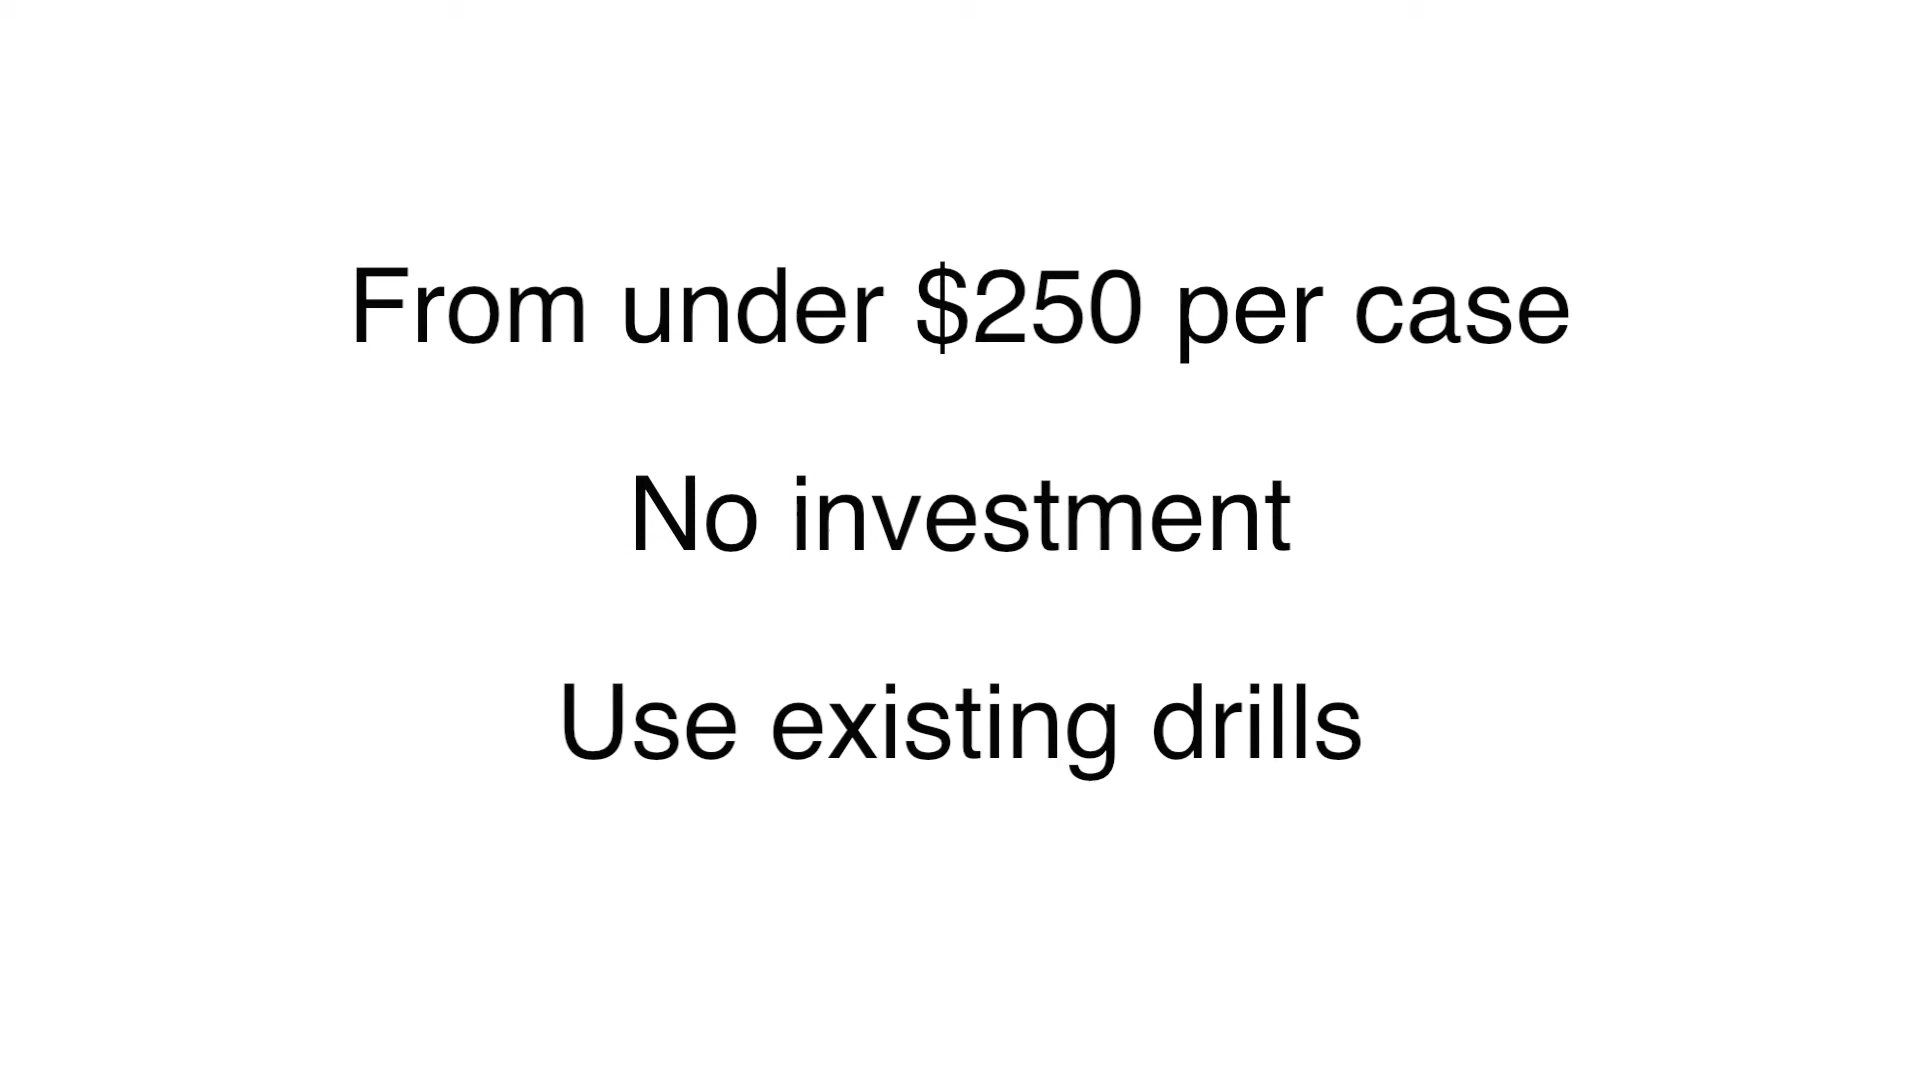 From under $250 per case
No investment
Use existing drills